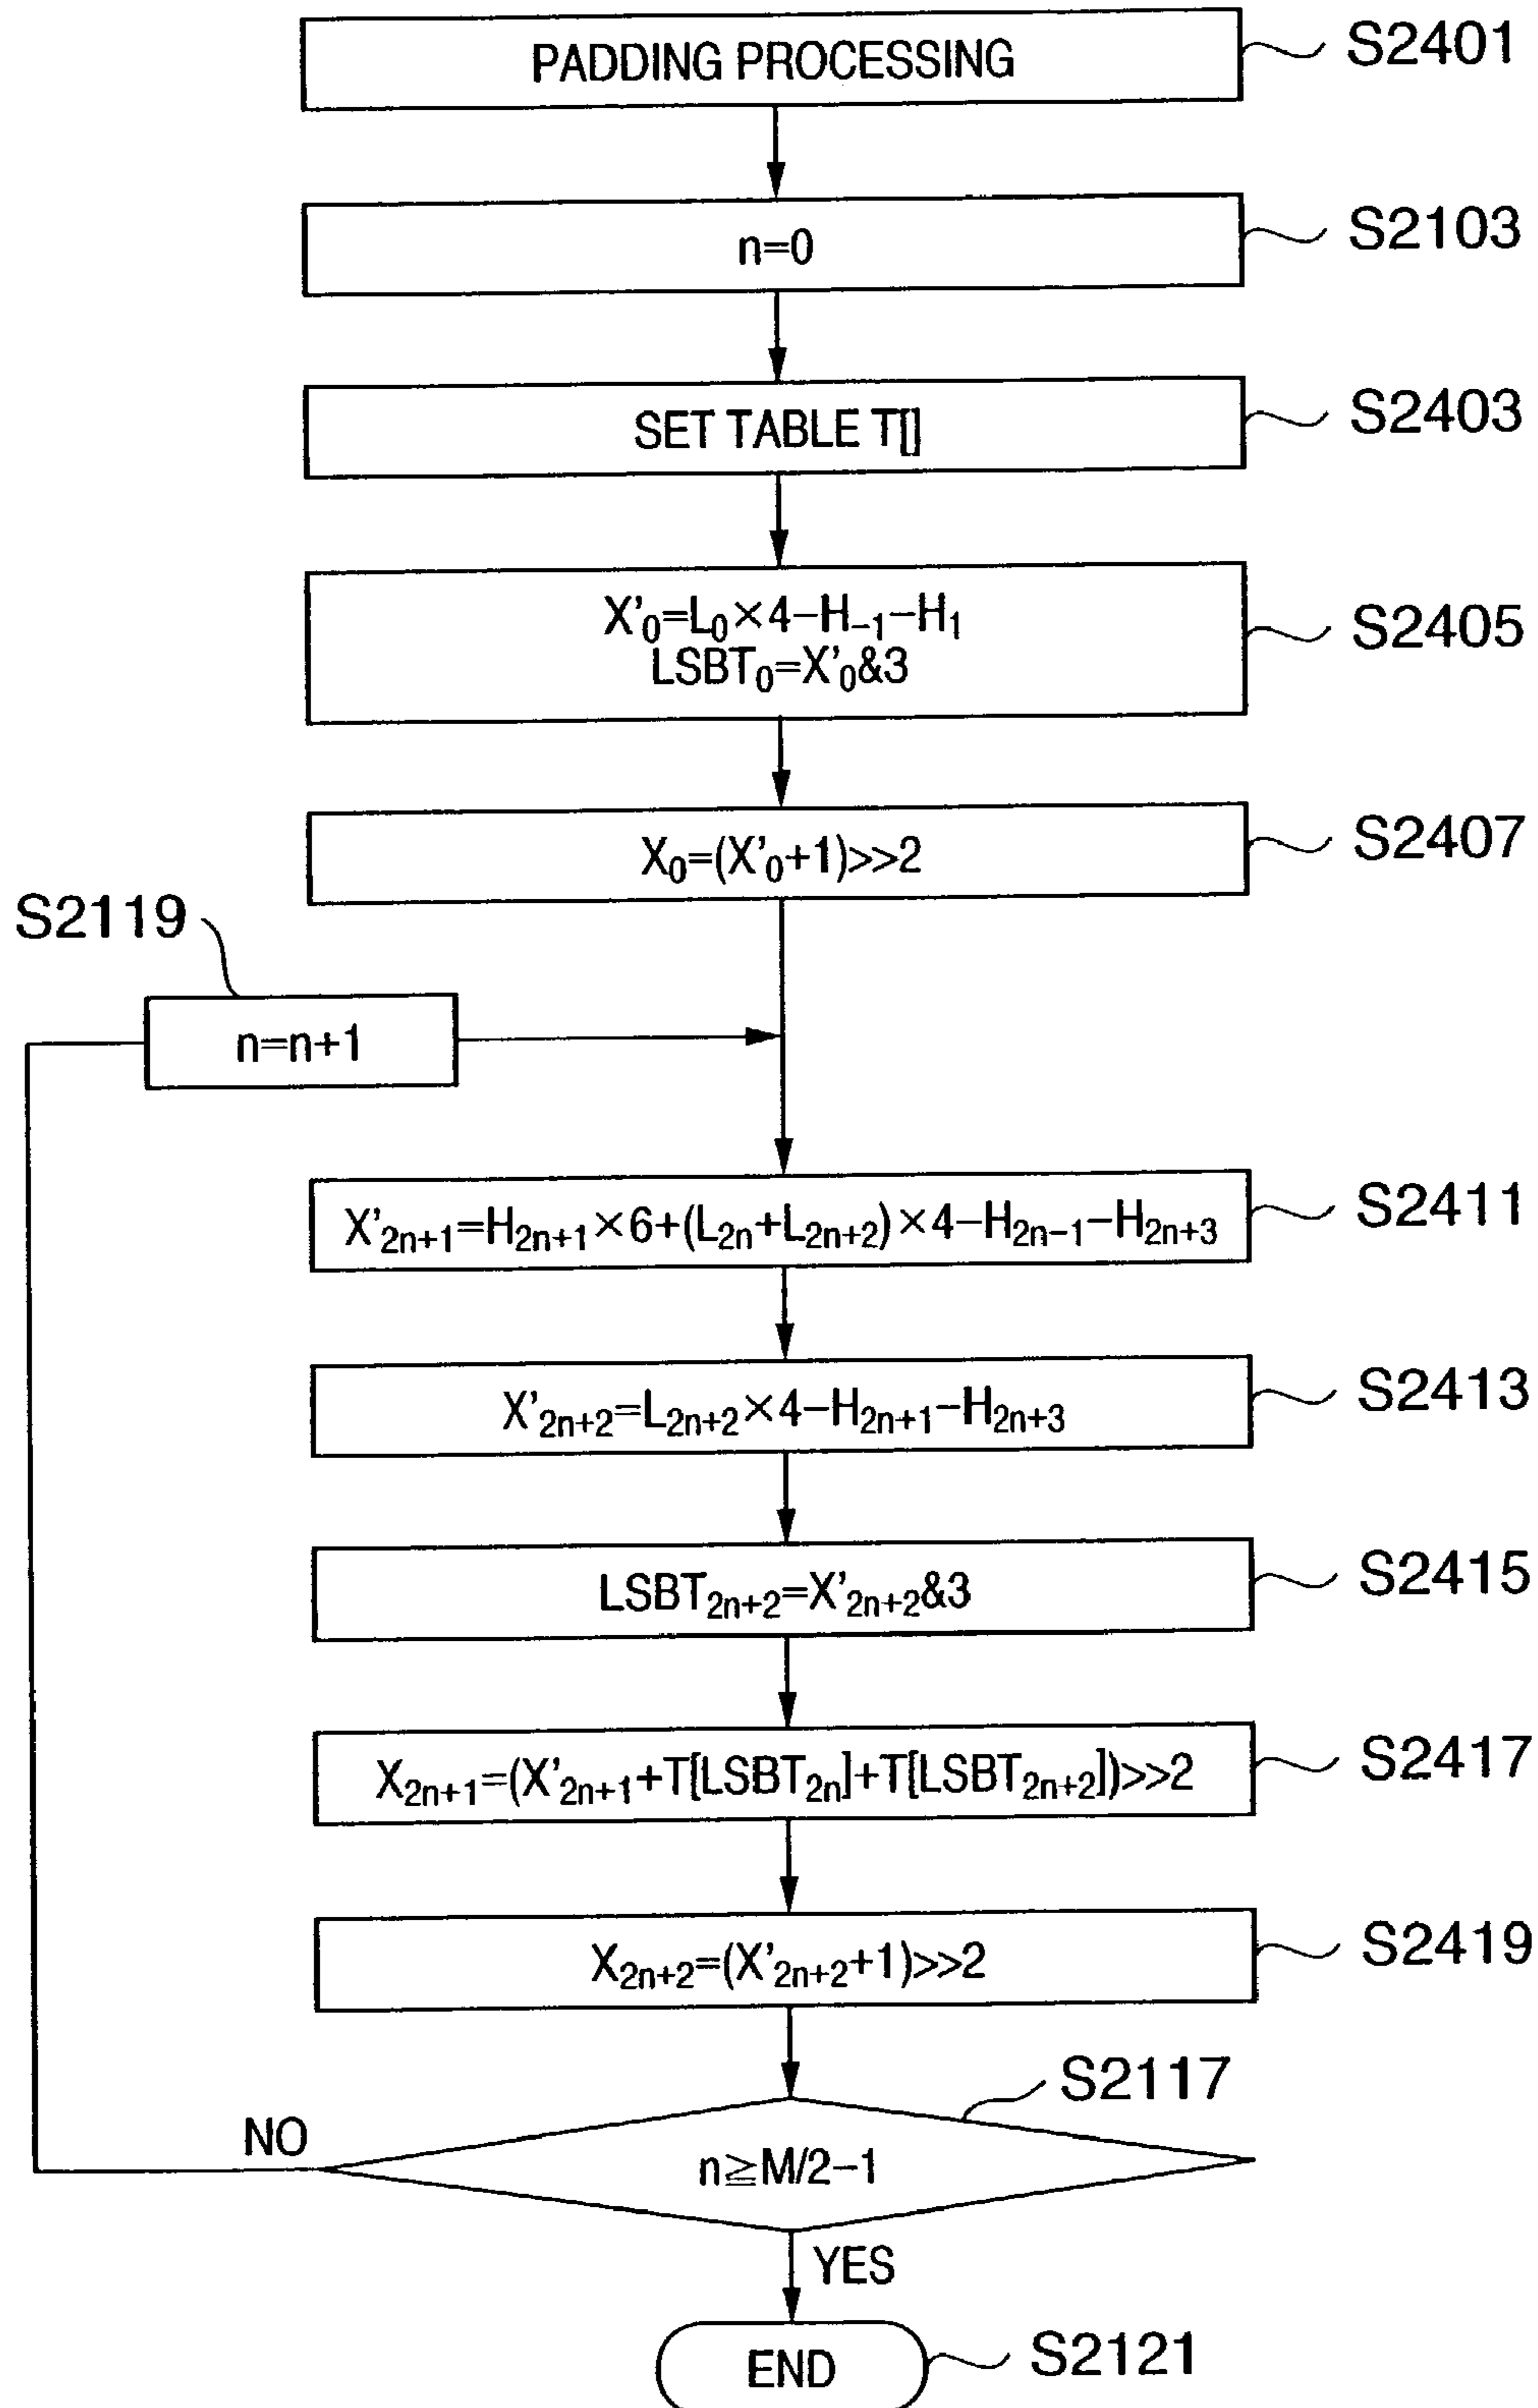 PADDING PROCESSING
S2401
n=0
S2103
SET TABLE T[]
S2403
X'₀=L₀×4−H₋₁−H₁
LSBT₀=X'₀&3
S2405
X₀=(X'₀+1)>>2
S2407
S2119
n=n+1
X'₂ₙ₊₁=H₂ₙ₊₁×6+(L₂ₙ+L₂ₙ₊₂)×4−H₂ₙ₋₁−H₂ₙ₊₃
S2411
X'₂ₙ₊₂=L₂ₙ₊₂×4−H₂ₙ₊₁−H₂ₙ₊₃
S2413
LSBT₂ₙ₊₂=X'₂ₙ₊₂&3
S2415
X₂ₙ₊₁=(X'₂ₙ₊₁+T[LSBT₂ₙ]+T[LSBT₂ₙ₊₂])>>2
S2417
X₂ₙ₊₂=(X'₂ₙ₊₂+1)>>2
S2419
S2117
NO
n≧M/2−1
YES
END
S2121